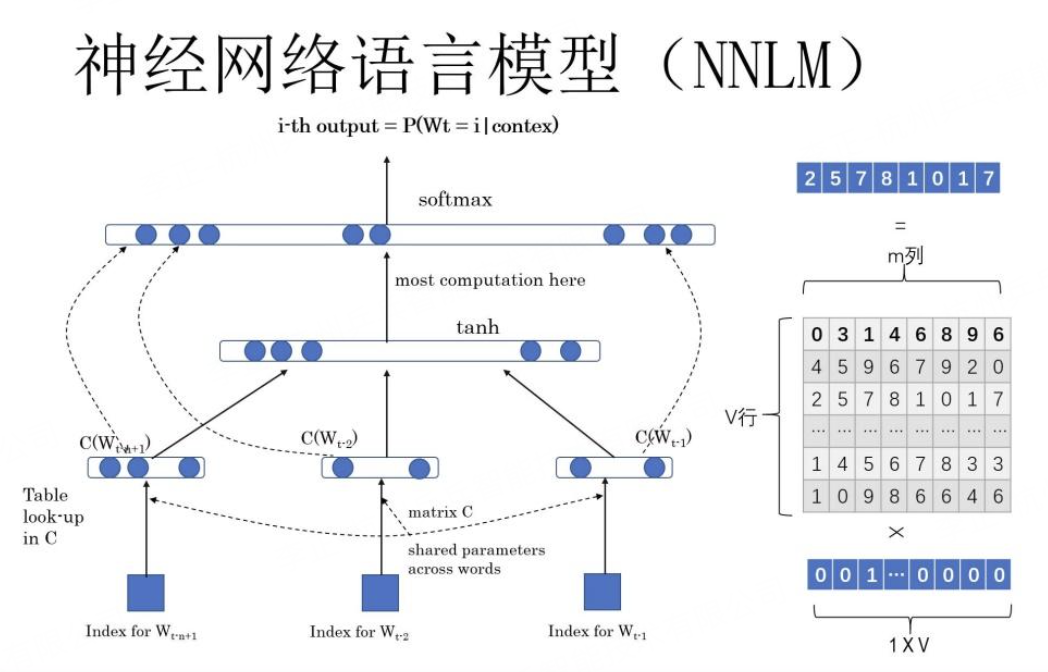 神经网络语言模型（NNLM）
i-th output = P(Wt = i | contex)
softmax
most computation here
tanh
C(Wt-n+1)
C(Wt-2)
C(Wt-1)
Table
look-up
in C
matrix C
shared parameters
across words
Index for Wt-n+1
Index for Wt-2
Index for Wt-1
2 5 7 8 1 0 1 7
=
m列
V行
0 3 1 4 6 8 9 6
4 5 9 6 7 9 2 0
2 5 7 8 1 0 1 7
... ... ... ... ... ... ... ...
1 4 5 6 7 8 3 3
1 0 9 8 6 6 4 6
×
0 0 1 ... 0 0 0 0
1 X V